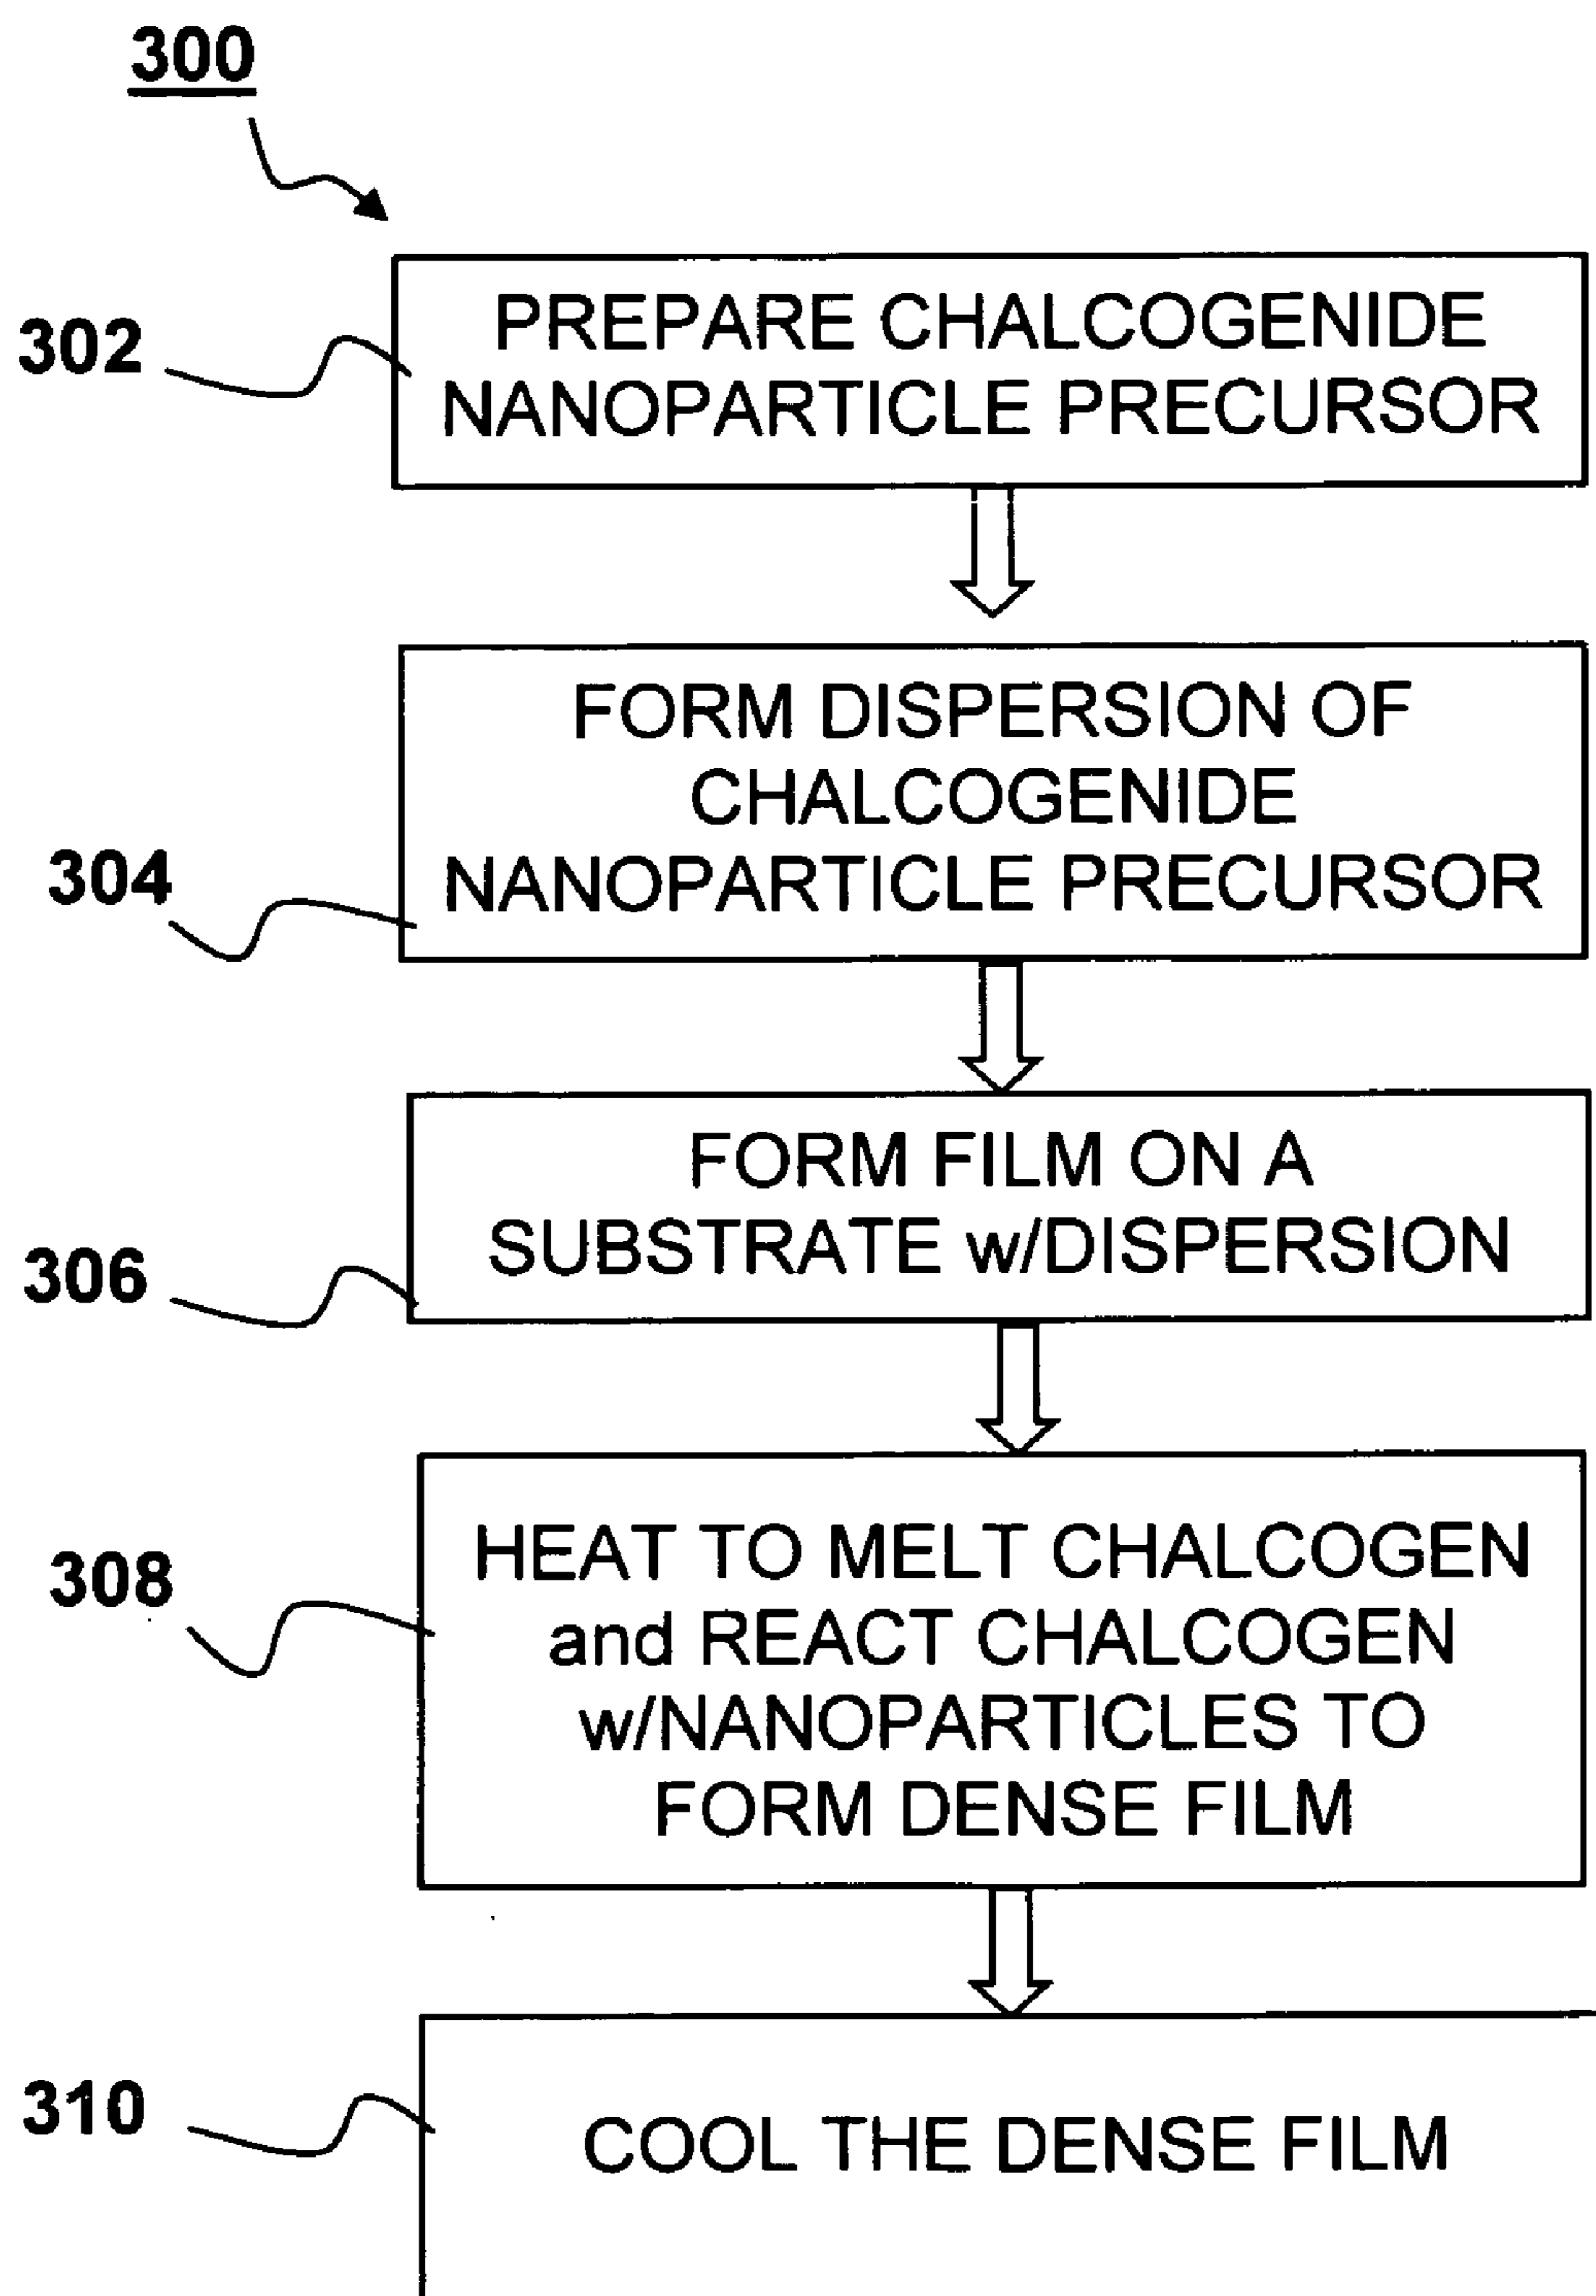 300
302
PREPARE CHALCOGENIDE
NANOPARTICLE PRECURSOR
304
FORM DISPERSION OF
CHALCOGENIDE
NANOPARTICLE PRECURSOR
306
FORM FILM ON A
SUBSTRATE w/DISPERSION
308
HEAT TO MELT CHALCOGEN
and REACT CHALCOGEN
w/NANOPARTICLES TO
FORM DENSE FILM
310
COOL THE DENSE FILM